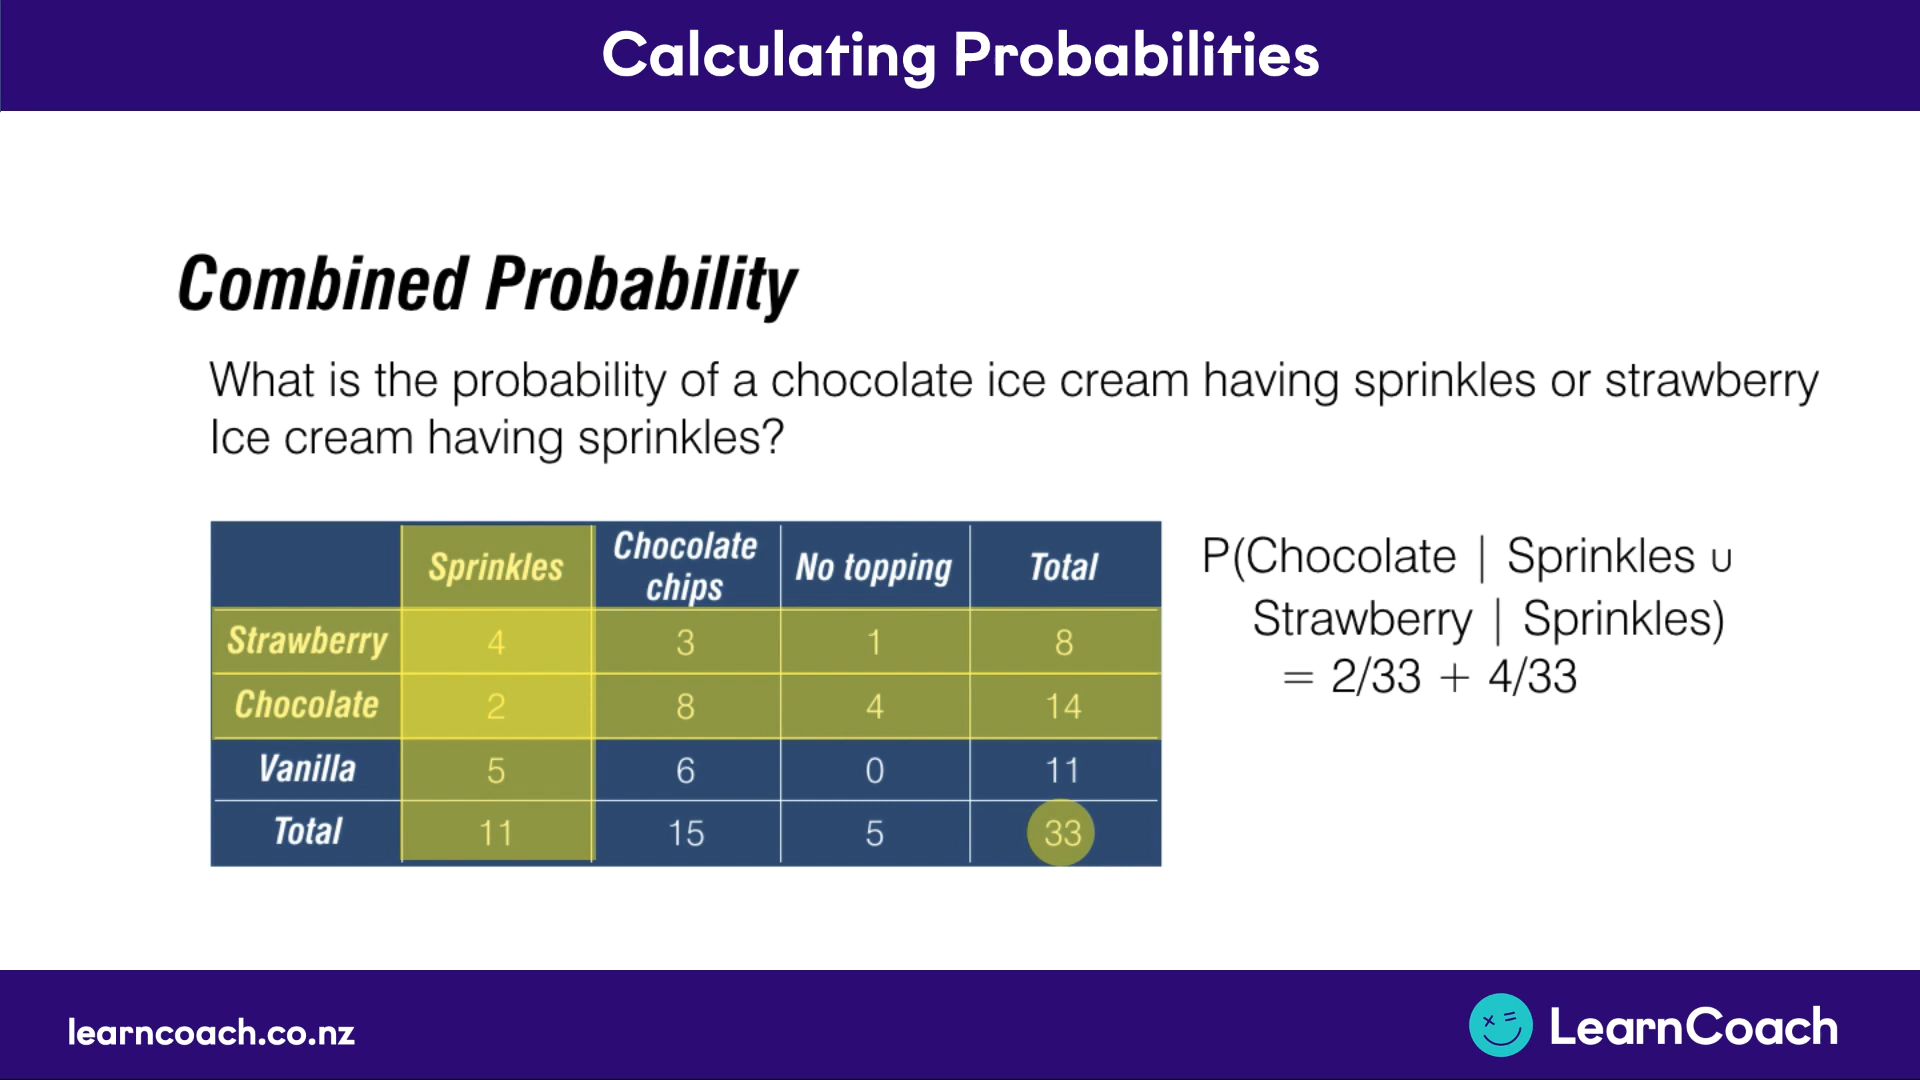 Calculating Probabilities
Combined Probability
What is the probability of a chocolate ice cream having sprinkles or strawberry
Ice cream having sprinkles?
Sprinkles Chocolate chips No topping Total
Strawberry 4 3 1 8
Chocolate 2 8 4 14
Vanilla 5 6 0 11
Total 11 15 5 33
P(Chocolate | Sprinkles ∪
Strawberry | Sprinkles)
= 2/33 + 4/33
learncoach.co.nz
LearnCoach